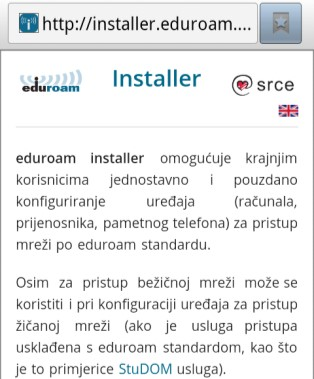 http://installer.eduroam....
eduroam Installer srce
eduroam installer omogućuje krajnjim
korisnicima jednostavno i pouzdano
konfiguriranje uređaja (računala,
prijenosnika, pametnog telefona) za pristup
mreži po eduroam standardu.
Osim za pristup bežičnoj mreži može se
koristiti i pri konfiguraciji uređaja za pristup
žičanoj mreži (ako je usluga pristupa
usklađena s eduroam standardom, kao što
je to primjerice StuDOM usluga).